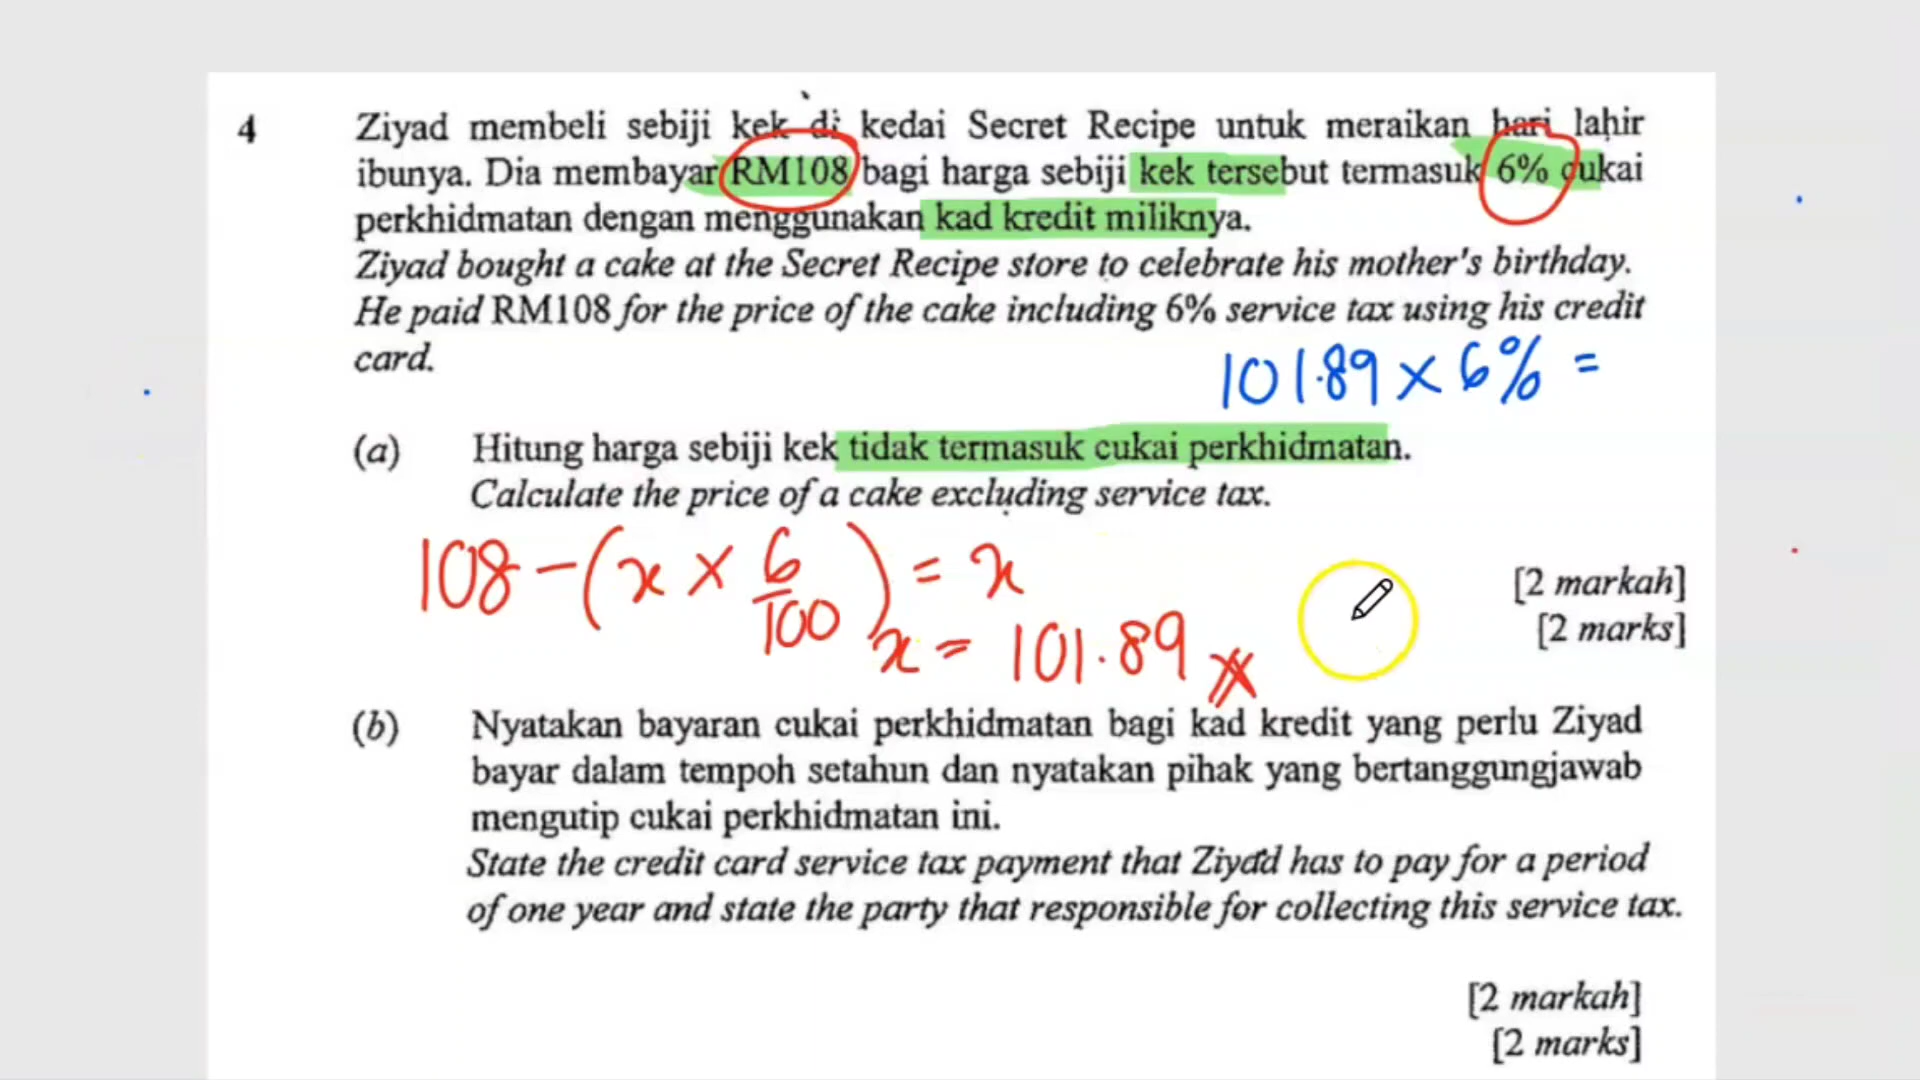 4 Ziyad membeli sebiji kek di kedai Secret Recipe untuk meraikan hari lahir
ibunya. Dia membayar RM108 bagi harga sebiji kek tersebut termasuk 6% cukai
perkhidmatan dengan menggunakan kad kredit miliknya.
Ziyad bought a cake at the Secret Recipe store to celebrate his mother's birthday.
He paid RM108 for the price of the cake including 6% service tax using his credit
card.
101.89 × 6% =
(a) Hitung harga sebiji kek tidak termasuk cukai perkhidmatan.
Calculate the price of a cake excluding service tax.
108 - (x × 6/100) = x
[2 markah]
x = 101.89
[2 marks]
(b) Nyatakan bayaran cukai perkhidmatan bagi kad kredit yang perlu Ziyad
bayar dalam tempoh setahun dan nyatakan pihak yang bertanggungjawab
mengutip cukai perkhidmatan ini.
State the credit card service tax payment that Ziyad has to pay for a period
of one year and state the party that responsible for collecting this service tax.
[2 markah]
[2 marks]